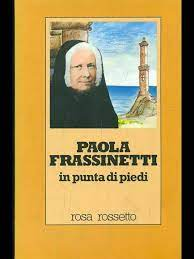 PAOLA
FRASSINETTI
in punta di piedi
rosa rossetto